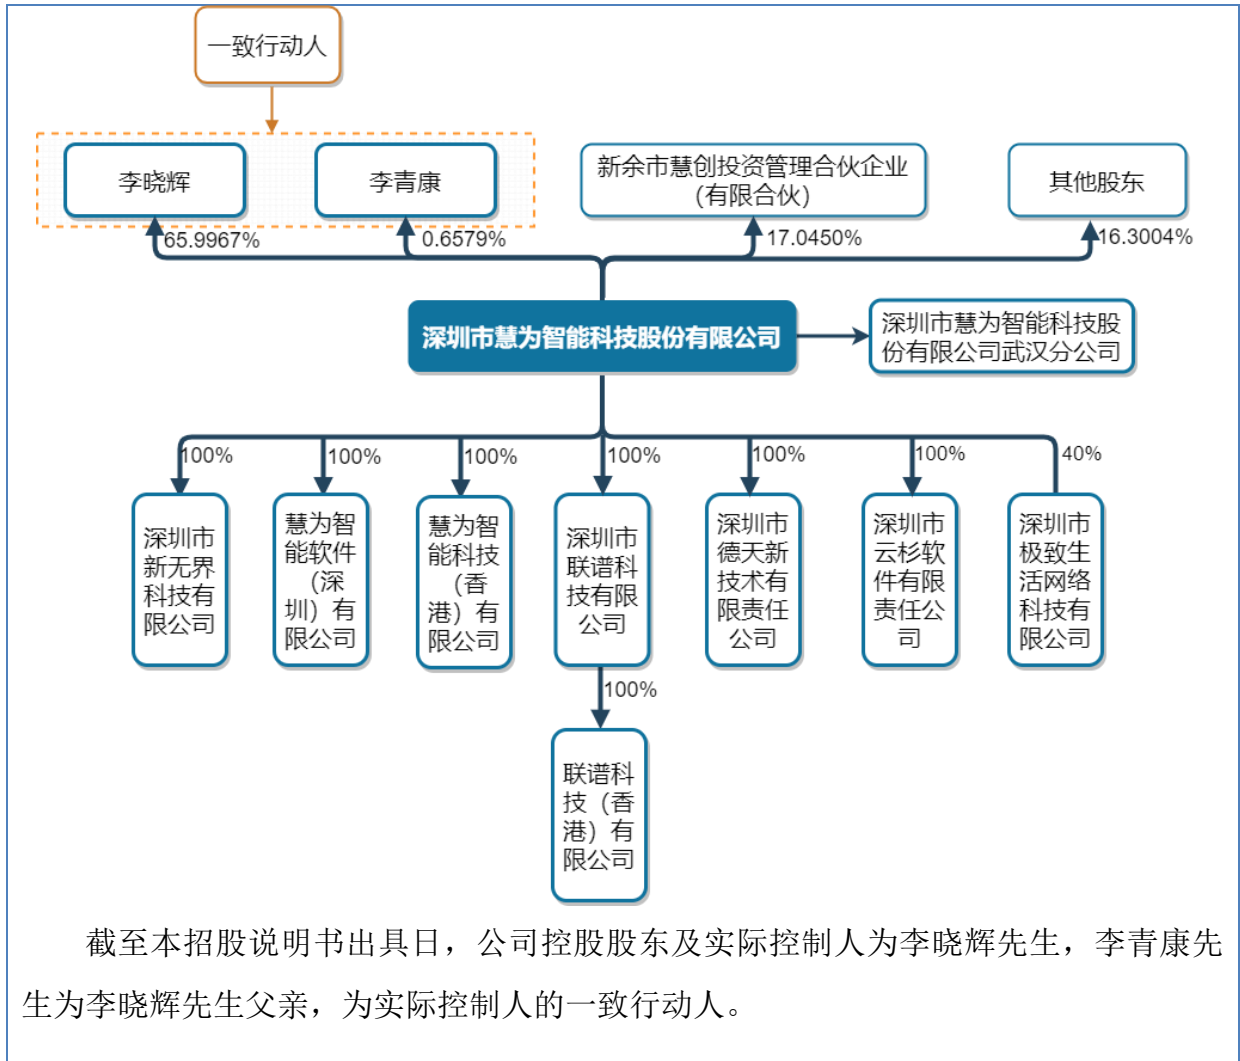 一致行动人
李晓辉
李青康
新余市慧创投资管理合伙企业
（有限合伙）
其他股东
65.9967%
0.6579%
17.0450%
16.3004%
深圳市慧为智能科技股份有限公司
深圳市慧为智能科技股
份有限公司武汉分公司
100%
100%
100%
100%
100%
100%
40%
深圳市
新无界
科技有
限公司
慧为智
能软件
（深
圳）有
限公司
慧为智
能科技
（香
港）有
限公司
深圳市
联谱科
技有限
公司
深圳市
德天新
技术有
限责任
公司
深圳市
云杉软
件有限
责任公
司
深圳市
极致生
活网络
科技有
限公司
100%
联谱科
技（香
港）有
限公司
截至本招股说明书出具日，公司控股股东及实际控制人为李晓辉先生，李青康先
生为李晓辉先生父亲，为实际控制人的一致行动人。